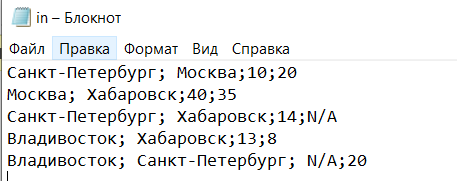 in – Блокнот
Файл Правка Формат Вид Справка
Санкт-Петербург; Москва;10;20
Москва; Хабаровск;40;35
Санкт-Петербург; Хабаровск;14;N/A
Владивосток; Хабаровск;13;8
Владивосток; Санкт-Петербург; N/A;20